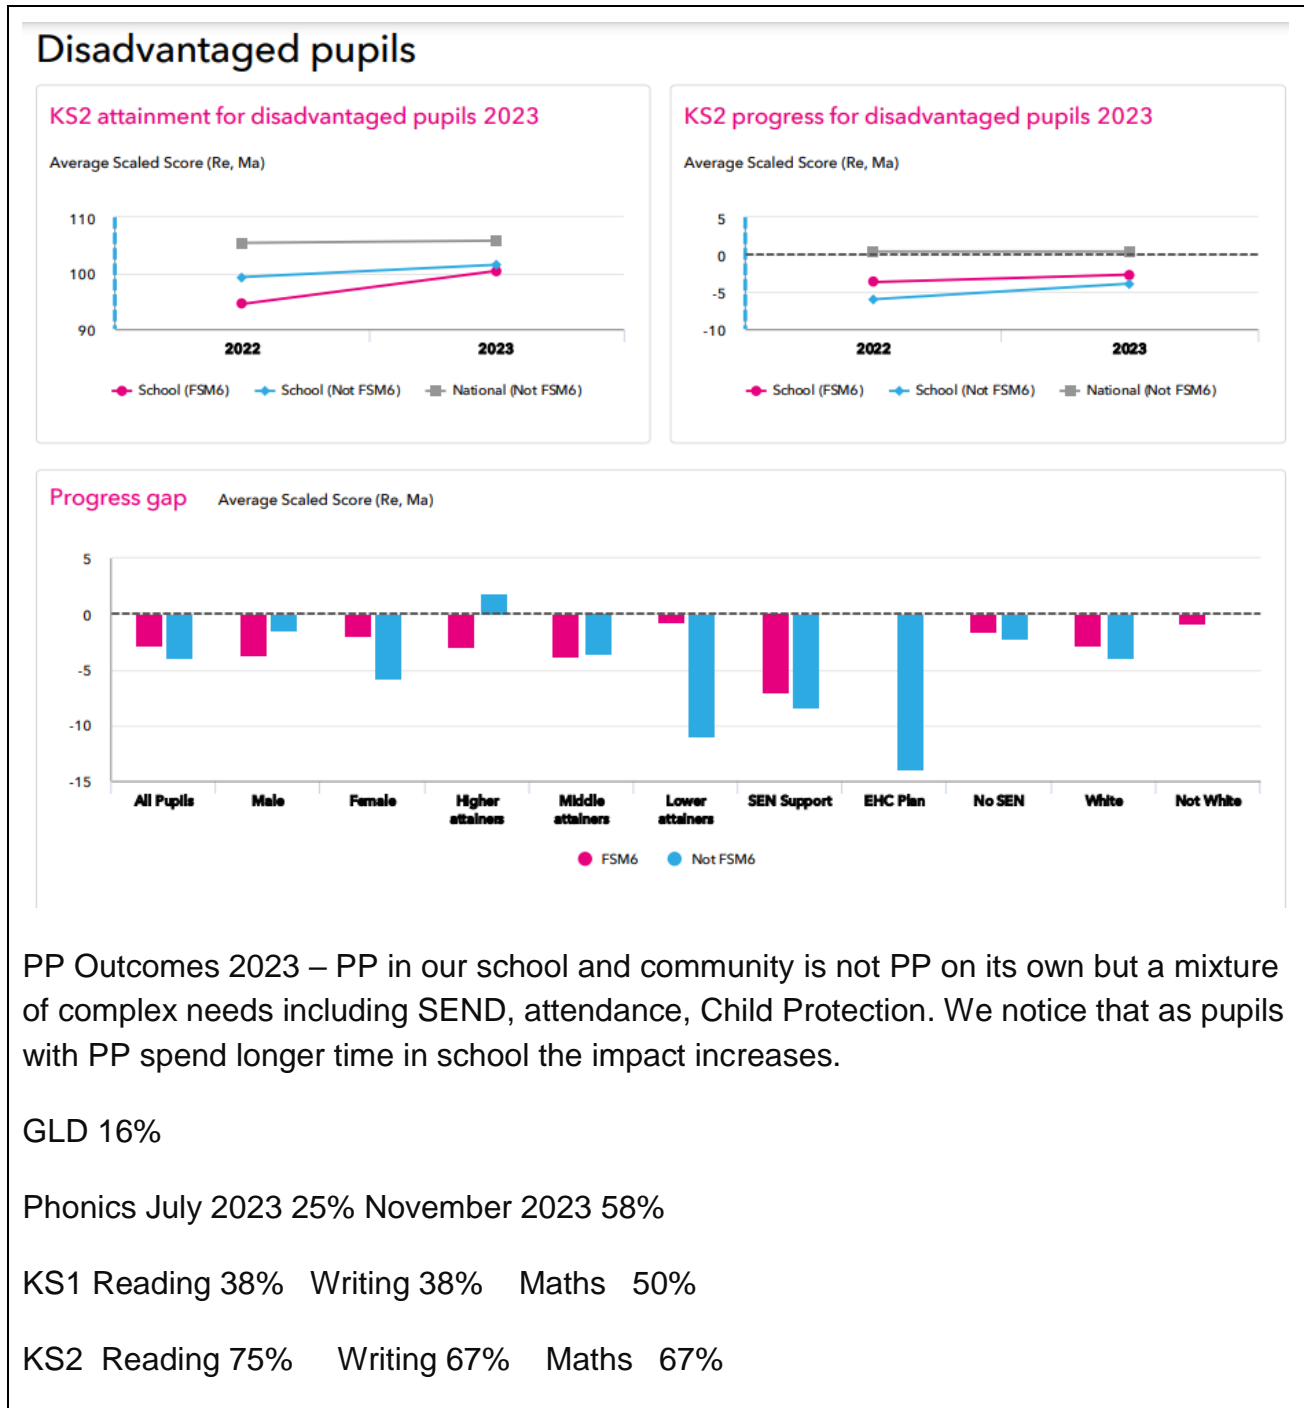 Disadvantaged pupils
KS2 attainment for disadvantaged pupils 2023
Average Scaled Score (Re, Ma)
110
100
90
2022
2023
School (FSM6)
School (Not FSM6)
National (Not FSM6)
KS2 progress for disadvantaged pupils 2023
Average Scaled Score (Re, Ma)
5
0
-5
-10
2022
2023
School (FSM6)
School (Not FSM6)
National (Not FSM6)
Progress gap
Average Scaled Score (Re, Ma)
5
0
-5
-10
-15
All Pupils
Male
Female
Higher
attainers
Middle
attainers
Lower
attainers
SEN Support
EHC Plan
No SEN
White
Not White
FSM6
Not FSM6
PP Outcomes 2023 – PP in our school and community is not PP on its own but a mixture
of complex needs including SEND, attendance, Child Protection. We notice that as pupils
with PP spend longer time in school the impact increases.
GLD 16%
Phonics July 2023 25% November 2023 58%
KS1 Reading 38% Writing 38% Maths 50%
KS2 Reading 75% Writing 67% Maths 67%